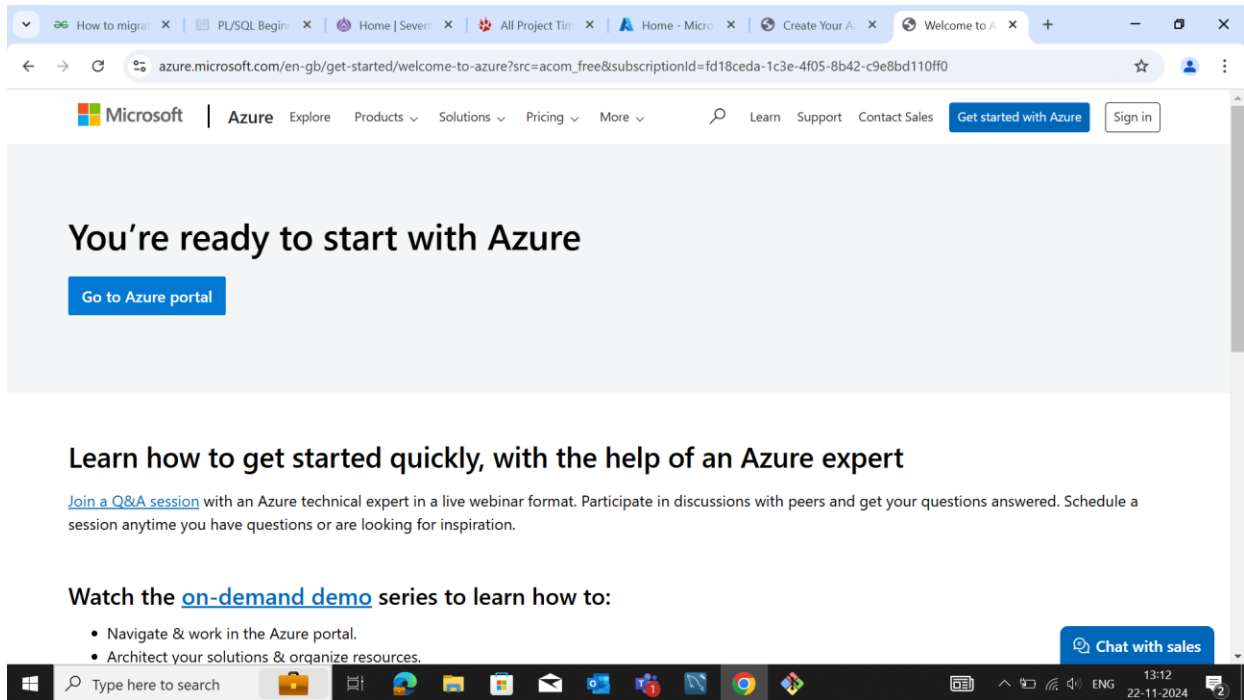 How to migra
PL/SQL Begin
Home | Seven
All Project Tim
Home - Micro
Create Your A
Welcome to A
azure.microsoft.com/en-gb/get-started/welcome-to-azure?src=acom_free&subscriptionId=fd18ceda-1c3e-4f05-8b42-c9e8bd110ff0
Microsoft Azure Explore Products Solutions Pricing More Learn Support Contact Sales Get started with Azure Sign in
You're ready to start with Azure
Go to Azure portal
Learn how to get started quickly, with the help of an Azure expert
Join a Q&A session with an Azure technical expert in a live webinar format. Participate in discussions with peers and get your questions answered. Schedule a
session anytime you have questions or are looking for inspiration.
Watch the on-demand demo series to learn how to:
• Navigate & work in the Azure portal.
• Architect your solutions & organize resources.
Chat with sales
Type here to search
ENG
13:12
22-11-2024
2